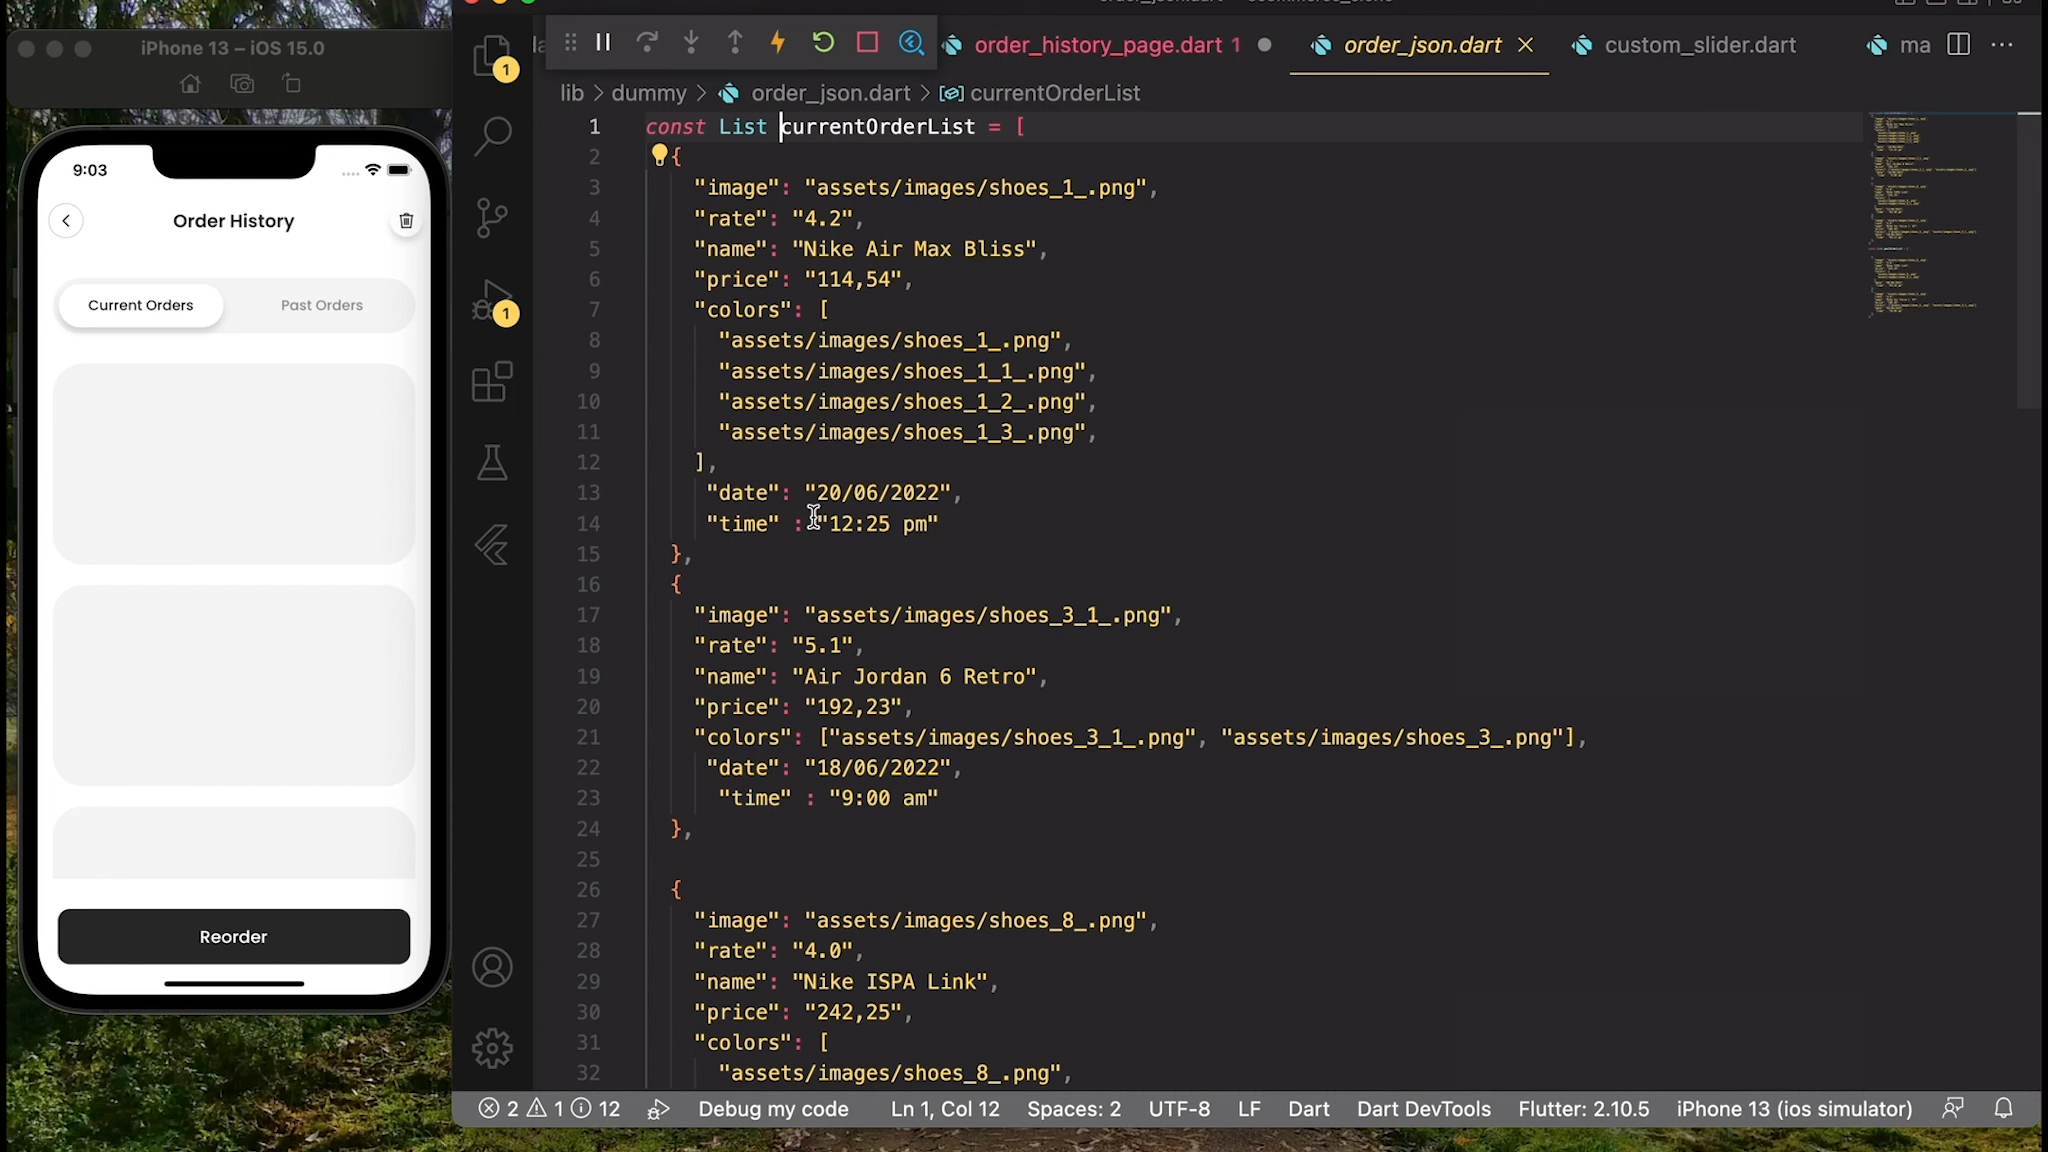 iPhone 13 – iOS 15.0
9:03
Order History
Current Orders Past Orders
Reorder
1
1
order_history_page.dart 1
order_json.dart
custom_slider.dart
ma
lib > dummy > order_json.dart > currentOrderList
1 const List currentOrderList = [
2 {
3 "image": "assets/images/shoes_1_.png",
4 "rate": "4.2",
5 "name": "Nike Air Max Bliss",
6 "price": "114,54",
7 "colors": [
8 "assets/images/shoes_1_.png",
9 "assets/images/shoes_1_1_.png",
10 "assets/images/shoes_1_2_.png",
11 "assets/images/shoes_1_3_.png",
12 ],
13 "date": "20/06/2022",
14 "time" : "12:25 pm"
15 },
16 {
17 "image": "assets/images/shoes_3_1_.png",
18 "rate": "5.1",
19 "name": "Air Jordan 6 Retro",
20 "price": "192,23",
21 "colors": ["assets/images/shoes_3_1_.png", "assets/images/shoes_3_.png"],
22 "date": "18/06/2022",
23 "time" : "9:00 am"
24 },
25
26 {
27 "image": "assets/images/shoes_8_.png",
28 "rate": "4.0",
29 "name": "Nike ISPA Link",
30 "price": "242,25",
31 "colors": [
32 "assets/images/shoes_8_.png",
2 1 12 Debug my code Ln 1, Col 12 Spaces: 2 UTF-8 LF Dart Dart DevTools Flutter: 2.10.5 iPhone 13 (ios simulator)